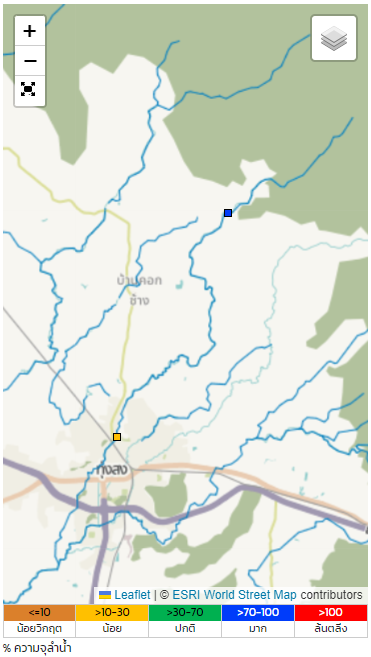 +
−
บ้านคอก
ช้าง
ทุ่งสง
Leaflet | © ESRI World Street Map contributors
<=10 >10-30 >30-70 >70-100 >100
น้อยวิกฤต น้อย ปกติ มาก ล้นตลิ่ง
% ความจุลำน้ำ